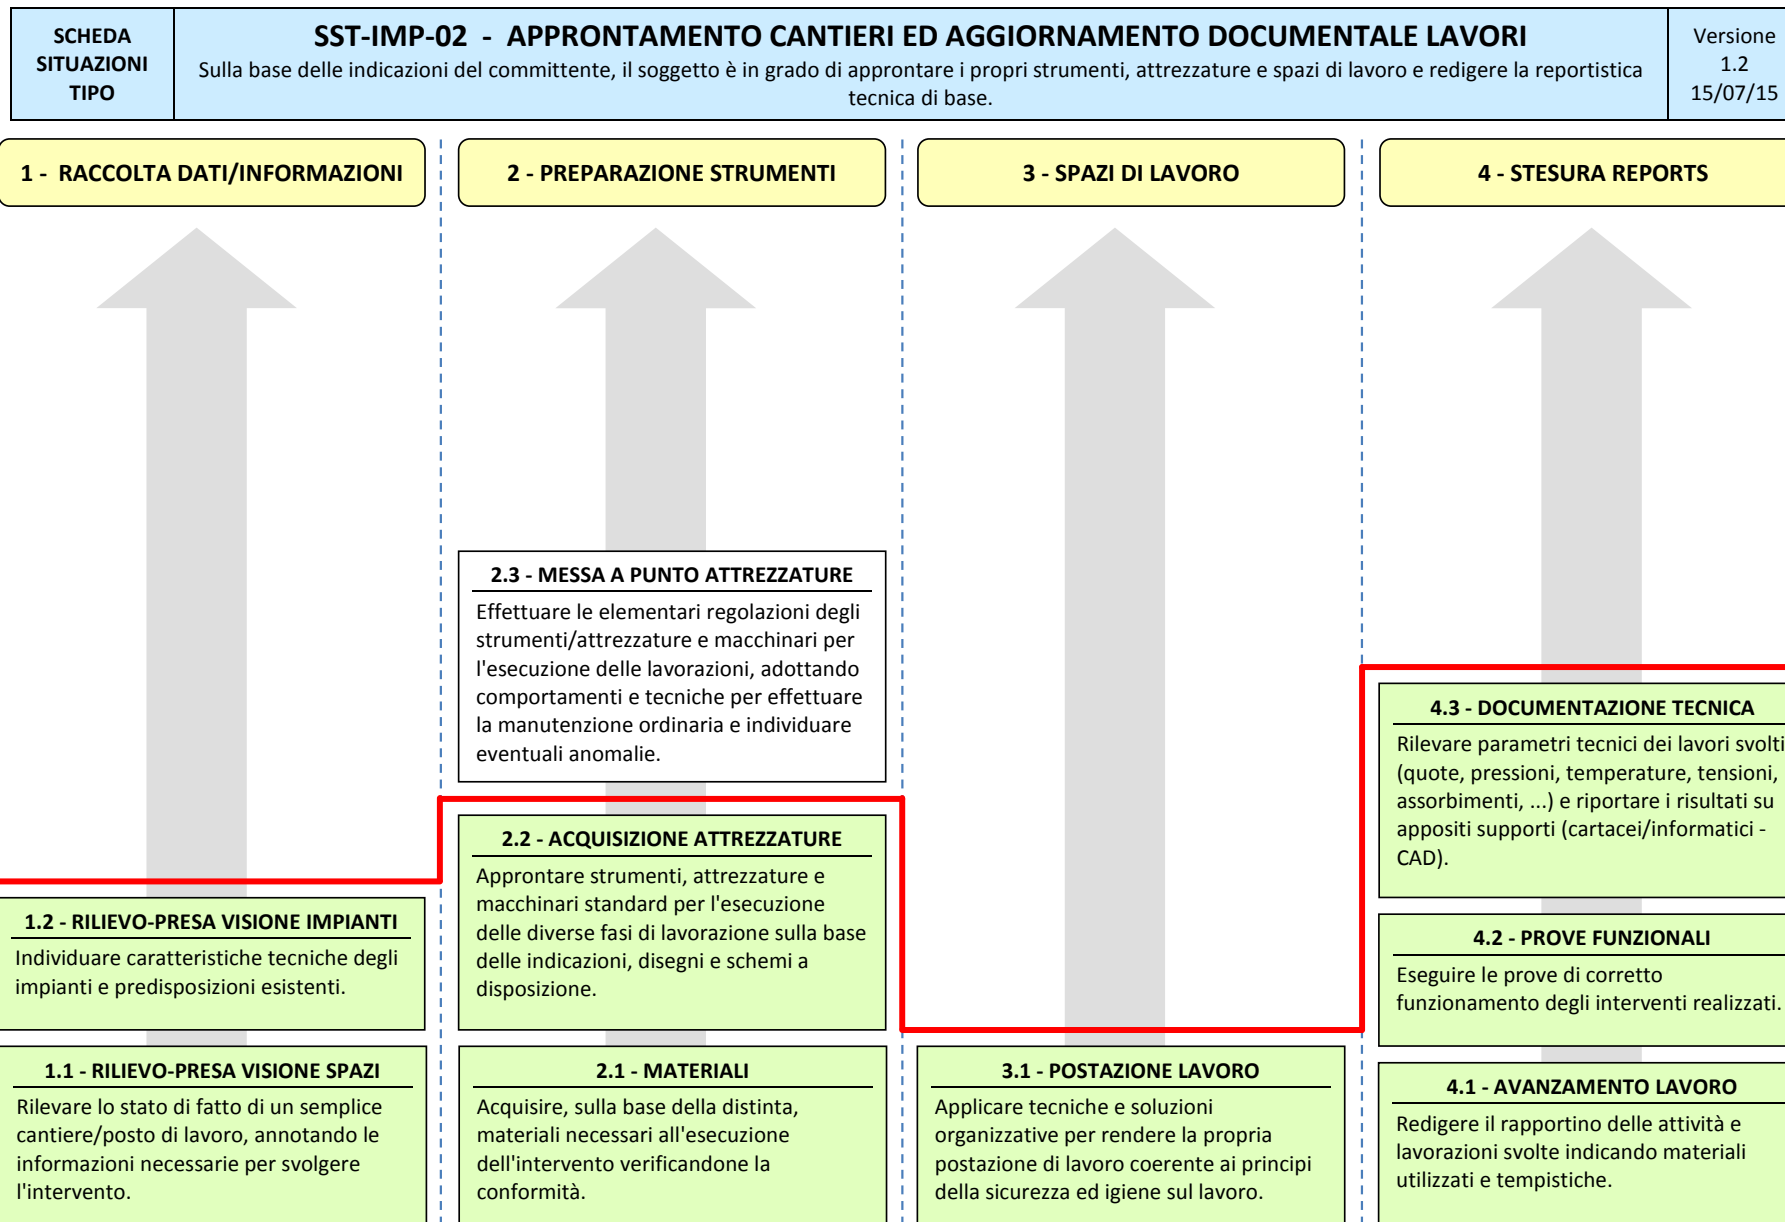 SCHEDA
SITUAZIONI
TIPO
SST-IMP-02 - APPRONTAMENTO CANTIERI ED AGGIORNAMENTO DOCUMENTALE LAVORI
Sulla base delle indicazioni del committente, il soggetto è in grado di approntare i propri strumenti, attrezzature e spazi di lavoro e redigere la reportistica
tecnica di base.
Versione
1.2
15/07/15
1 - RACCOLTA DATI/INFORMAZIONI
2 - PREPARAZIONE STRUMENTI
3 - SPAZI DI LAVORO
4 - STESURA REPORTS
2.3 - MESSA A PUNTO ATTREZZATURE
Effettuare le elementari regolazioni degli
strumenti/attrezzature e macchinari per
l'esecuzione delle lavorazioni, adottando
comportamenti e tecniche per effettuare
la manutenzione ordinaria e individuare
eventuali anomalie.
4.3 - DOCUMENTAZIONE TECNICA
Rilevare parametri tecnici dei lavori svolti
(quote, pressioni, temperature, tensioni,
assorbimenti, ...) e riportare i risultati su
appositi supporti (cartacei/informatici -
CAD).
2.2 - ACQUISIZIONE ATTREZZATURE
Approntare strumenti, attrezzature e
macchinari standard per l'esecuzione
delle diverse fasi di lavorazione sulla base
delle indicazioni, disegni e schemi a
disposizione.
1.2 - RILIEVO-PRESA VISIONE IMPIANTI
Individuare caratteristiche tecniche degli
impianti e predisposizioni esistenti.
4.2 - PROVE FUNZIONALI
Eseguire le prove di corretto
funzionamento degli interventi realizzati.
1.1 - RILIEVO-PRESA VISIONE SPAZI
Rilevare lo stato di fatto di un semplice
cantiere/posto di lavoro, annotando le
informazioni necessarie per svolgere
l'intervento.
2.1 - MATERIALI
Acquisire, sulla base della distinta,
materiali necessari all'esecuzione
dell'intervento verificandone la
conformità.
3.1 - POSTAZIONE LAVORO
Applicare tecniche e soluzioni
organizzative per rendere la propria
postazione di lavoro coerente ai principi
della sicurezza ed igiene sul lavoro.
4.1 - AVANZAMENTO LAVORO
Redigere il rapportino delle attività e
lavorazioni svolte indicando materiali
utilizzati e tempistiche.